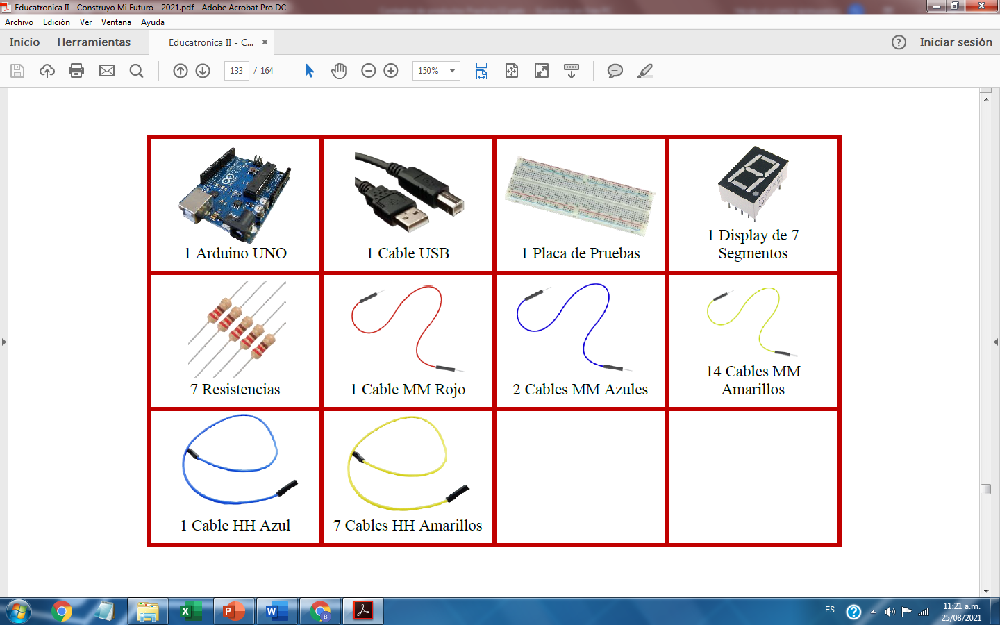 Educatronica II - Construyo Mi Futuro - 2021.pdf - Adobe Acrobat Pro DC
Archivo Edición Ver Ventana Ayuda
Inicio Herramientas Educatronica II - C... × ? Iniciar sesión
133 / 164 150%
1 Arduino UNO
1 Cable USB
1 Placa de Pruebas
1 Display de 7
Segmentos
7 Resistencias
1 Cable MM Rojo
2 Cables MM Azules
14 Cables MM
Amarillos
1 Cable HH Azul
7 Cables HH Amarillos
ES
11:21 a.m.
25/08/2021